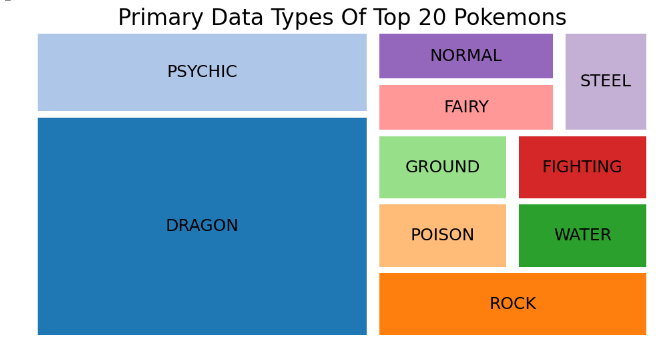 Primary Data Types Of Top 20 Pokemons
PSYCHIC
NORMAL
STEEL
FAIRY
GROUND
FIGHTING
DRAGON
POISON
WATER
ROCK